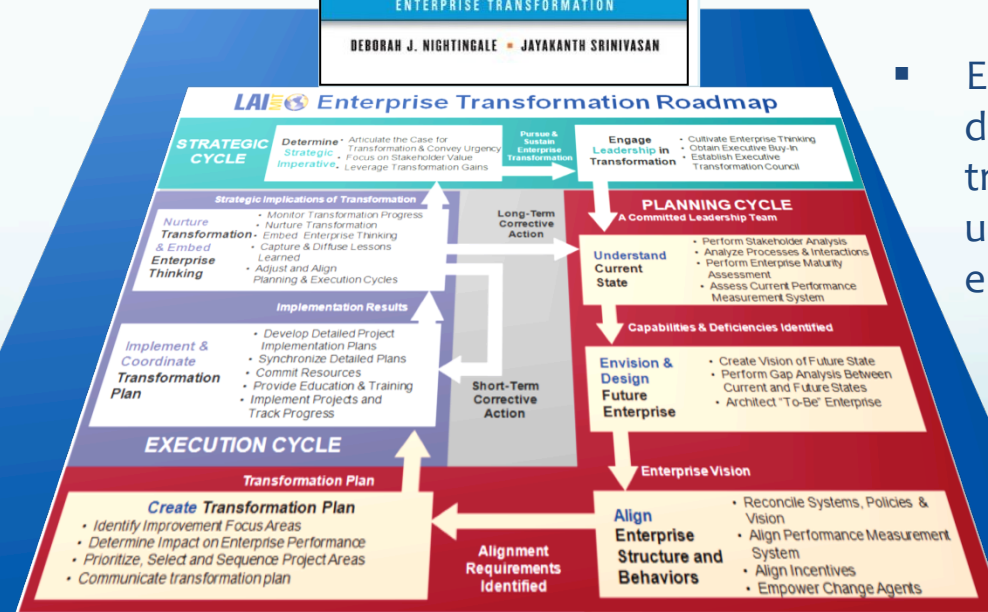 ENTERPRISE TRANSFORMATION
DEBORAH J. NIGHTINGALE • JAYAKANTH SRINIVASAN
LAI MIT Enterprise Transformation Roadmap
STRATEGIC
CYCLE
Determine
Strategic
Imperative
• Articulate the Case for
Transformation & Convey Urgency
• Focus on Stakeholder Value
• Leverage Transformation Gains
Pursue &
Sustain
Enterprise
Transformation
Engage
Leadership in
Transformation
• Cultivate Enterprise Thinking
• Obtain Executive Buy-In
• Establish Executive
Transformation Council
Strategic Implications of Transformation
Nurture
Transformation
& Embed
Enterprise
Thinking
• Monitor Transformation Progress
• Nurture Transformation
• Embed Enterprise Thinking
• Capture & Diffuse Lessons
Learned
• Adjust and Align
Planning & Execution Cycles
Long-Term
Corrective
Action
PLANNING CYCLE
A Committed Leadership Team
Understand
Current
State
• Perform Stakeholder Analysis
• Analyze Processes & Interactions
• Perform Enterprise Maturity
Assessment
• Assess Current Performance
Measurement System
Implementation Results
Capabilities & Deficiencies Identified
Implement &
Coordinate
Transformation
Plan
• Develop Detailed Project
Implementation Plans
• Synchronize Detailed Plans
• Commit Resources
• Provide Education & Training
• Implement Projects and
Track Progress
Short-Term
Corrective
Action
Envision &
Design
Future
Enterprise
• Create Vision of Future State
• Perform Gap Analysis Between
Current and Future States
• Architect "To-Be" Enterprise
EXECUTION CYCLE
Transformation Plan
Enterprise Vision
Create Transformation Plan
• Identify Improvement Focus Areas
• Determine Impact on Enterprise Performance
• Prioritize, Select and Sequence Project Areas
• Communicate transformation plan
Alignment
Requirements
Identified
Align
Enterprise
Structure and
Behaviors
• Reconcile Systems, Policies &
Vision
• Align Performance Measurement
System
• Align Incentives
• Empower Change Agents